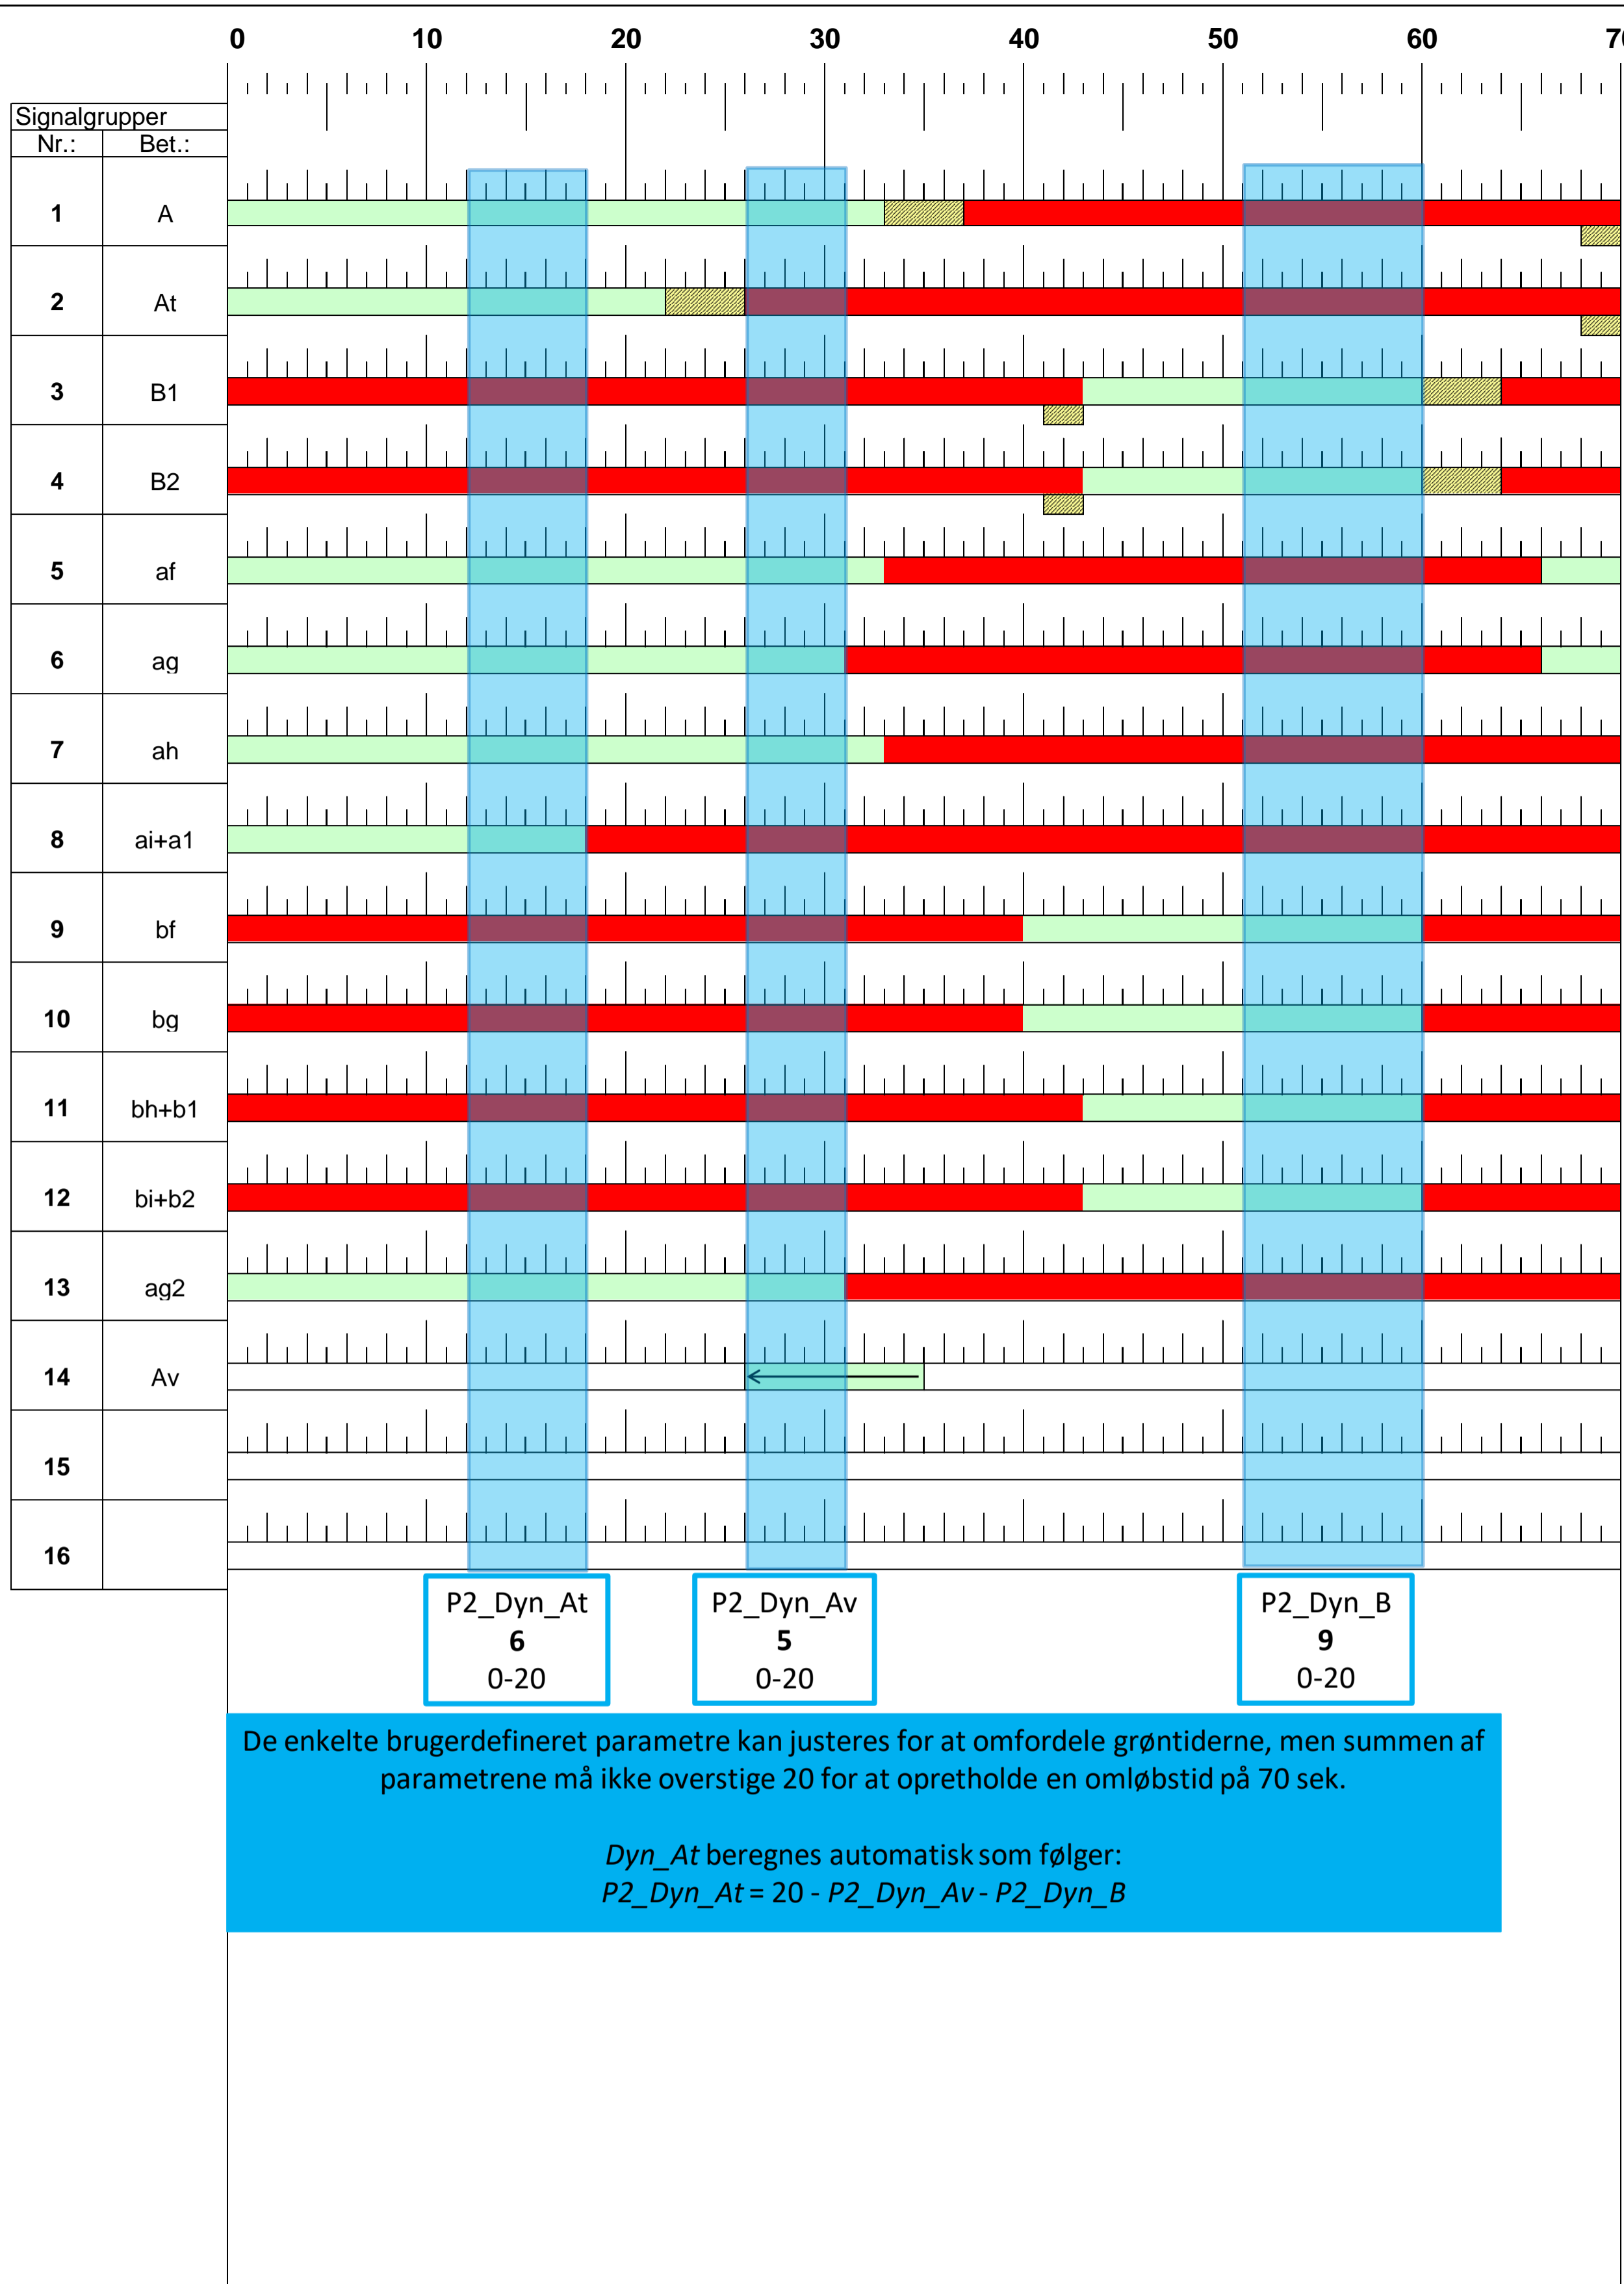 0 10 20 30 40 50 60 70
Signalgrupper
Nr.: Bet.:
1 A
2 At
3 B1
4 B2
5 af
6 ag
7 ah
8 ai+a1
9 bf
10 bg
11 bh+b1
12 bi+b2
13 ag2
14 Av
15
16
P2_Dyn_At
6
0-20
P2_Dyn_Av
5
0-20
P2_Dyn_B
9
0-20
De enkelte brugerdefineret parametre kan justeres for at omfordele grøntiderne, men summen af
parametrene må ikke overstige 20 for at opretholde en omløbstid på 70 sek.
Dyn_At beregnes automatisk som følger:
P2_Dyn_At = 20 - P2_Dyn_Av - P2_Dyn_B